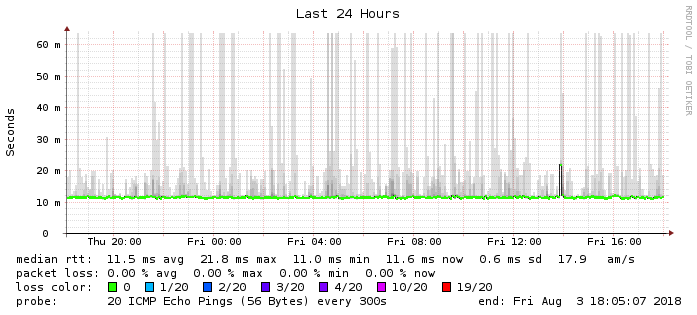 Last 24 Hours
RRDTOOL / TOBI OETIKER
Seconds
60 m
50 m
40 m
30 m
20 m
10 m
0
Thu 20:00 Fri 00:00 Fri 04:00 Fri 08:00 Fri 12:00 Fri 16:00
median rtt: 11.5 ms avg 21.8 ms max 11.0 ms min 11.6 ms now 0.6 ms sd 17.9 am/s
packet loss: 0.00 % avg 0.00 % max 0.00 % min 0.00 % now
loss color: 0 1/20 2/20 3/20 4/20 10/20 19/20
probe: 20 ICMP Echo Pings (56 Bytes) every 300s end: Fri Aug 3 18:05:07 2018